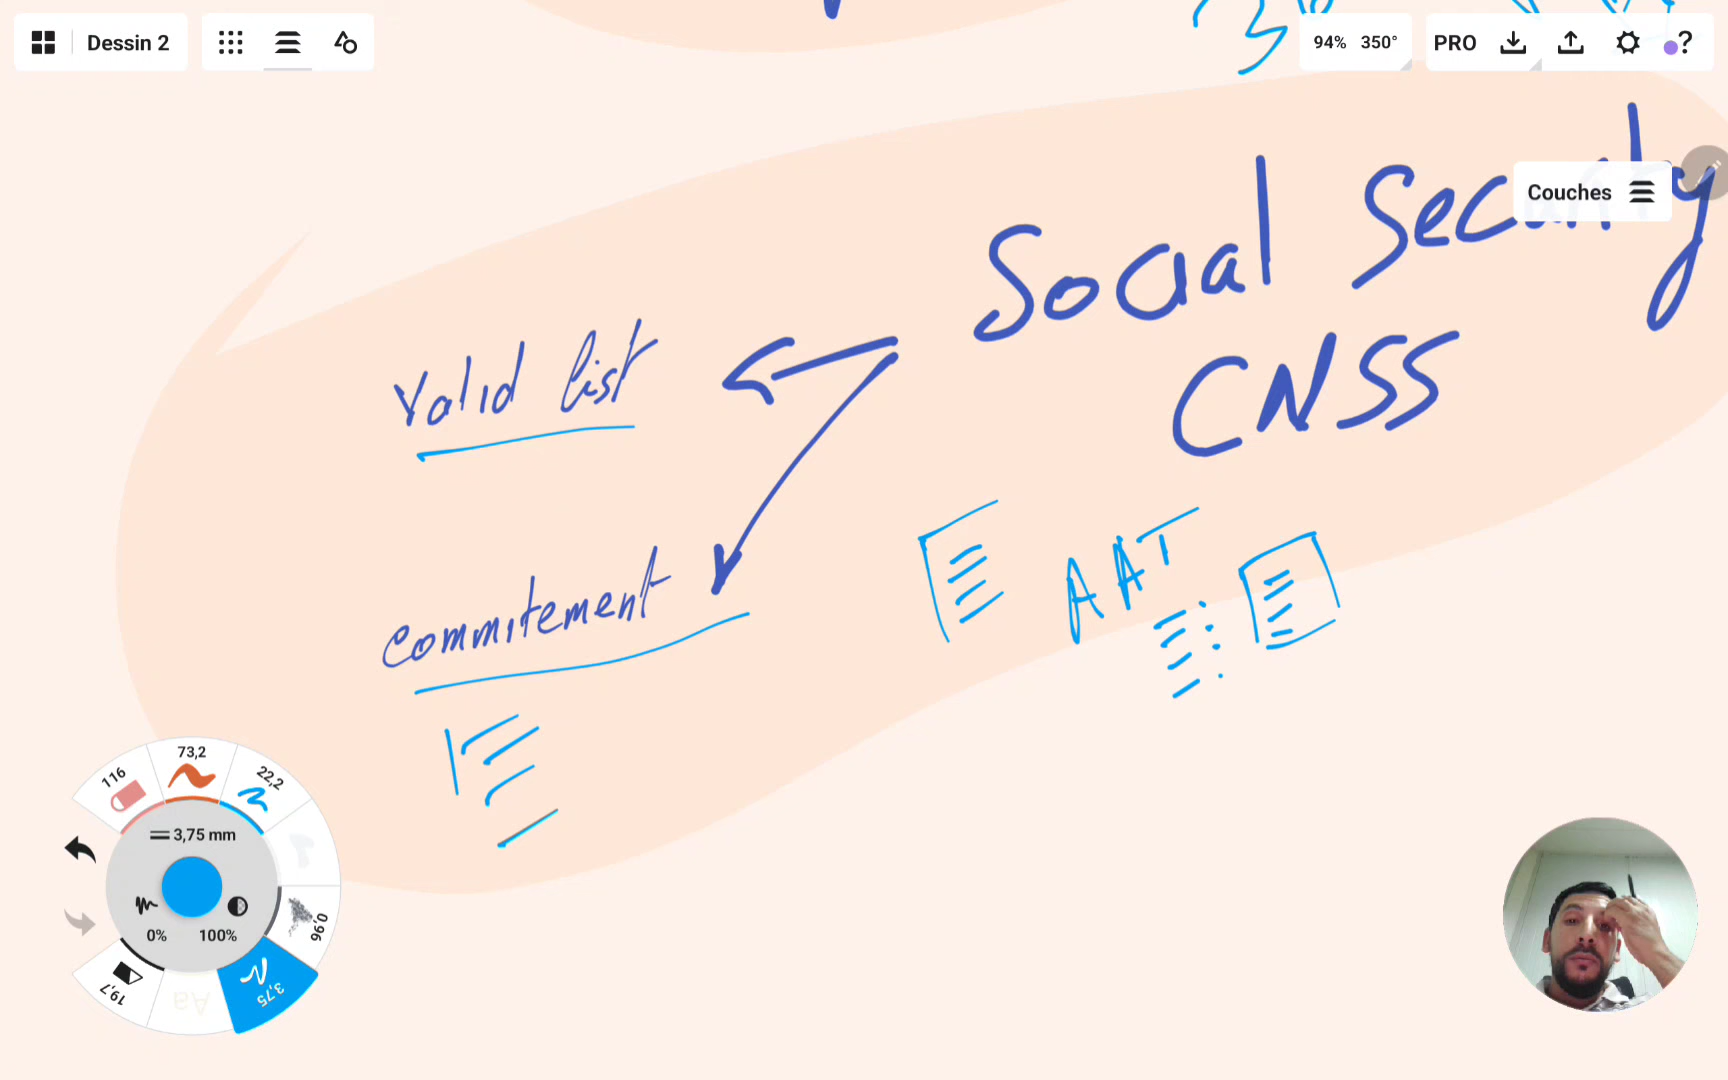 Dessin 2
94% 350°
PRO
?
Couches
Social Security
CNSS
Valid list
Commitement
AAT
116
73,2
22,2
3,75 mm
0% 100%
0,96
3,75
Aa
19,7